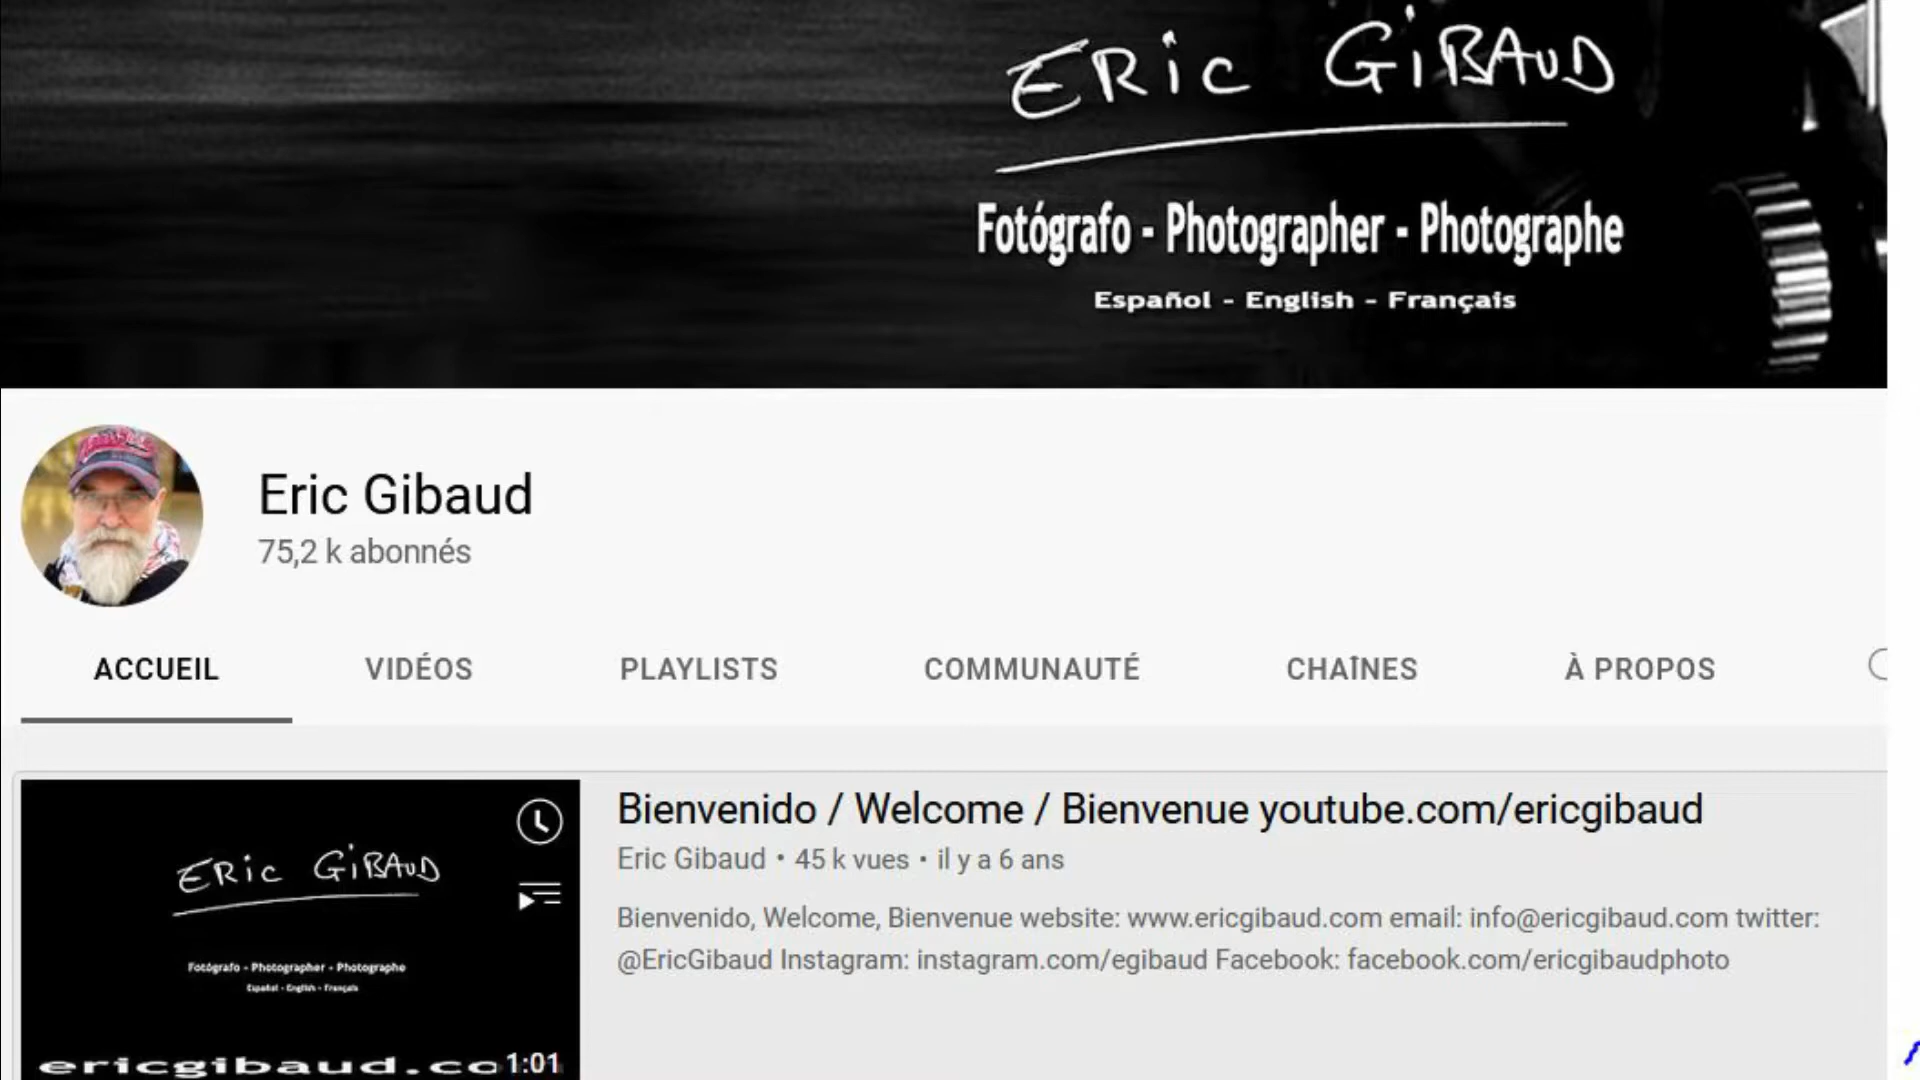 ERiC GiBAUD
Fotógrafo - Photographer - Photographe
Español - English - Français
Eric Gibaud
75,2 k abonnés
ACCUEIL VIDÉOS PLAYLISTS COMMUNAUTÉ CHAÎNES À PROPOS
Bienvenido / Welcome / Bienvenue youtube.com/ericgibaud
Eric Gibaud • 45 k vues • il y a 6 ans
Bienvenido, Welcome, Bienvenue website: www.ericgibaud.com email: info@ericgibaud.com twitter:
@EricGibaud Instagram: instagram.com/egibaud Facebook: facebook.com/ericgibaudphoto
ERiC GiBAUD
Fotógrafo - Photographer - Photographe
Español - English - Français
ericgibaud.co 1:01